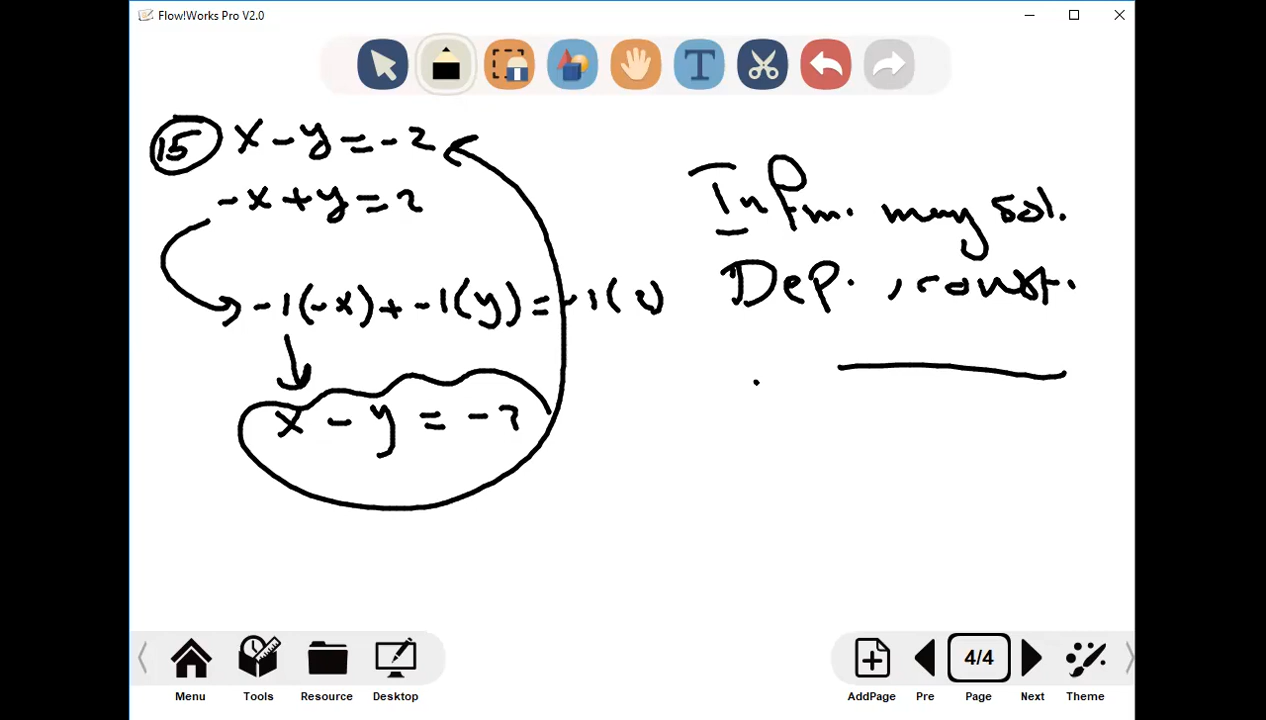 Flow!Works Pro V2.0
T
15 x - y = -2
-x + y = 2
-1(-x) + -1(y) = -1(2)
x - y = -2
many sol.
Dep. , const.
Menu Tools Resource Desktop
4/4
AddPage Pre Page Next Theme